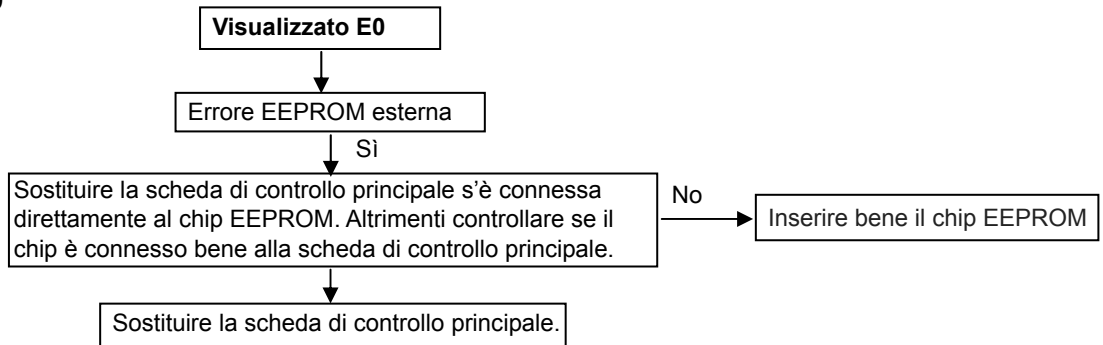 Visualizzato E0
Errore EEPROM esterna
Sì
Sostituire la scheda di controllo principale s’è connessa
direttamente al chip EEPROM. Altrimenti controllare se il
chip è connesso bene alla scheda di controllo principale.
No
Inserire bene il chip EEPROM
Sostituire la scheda di controllo principale.